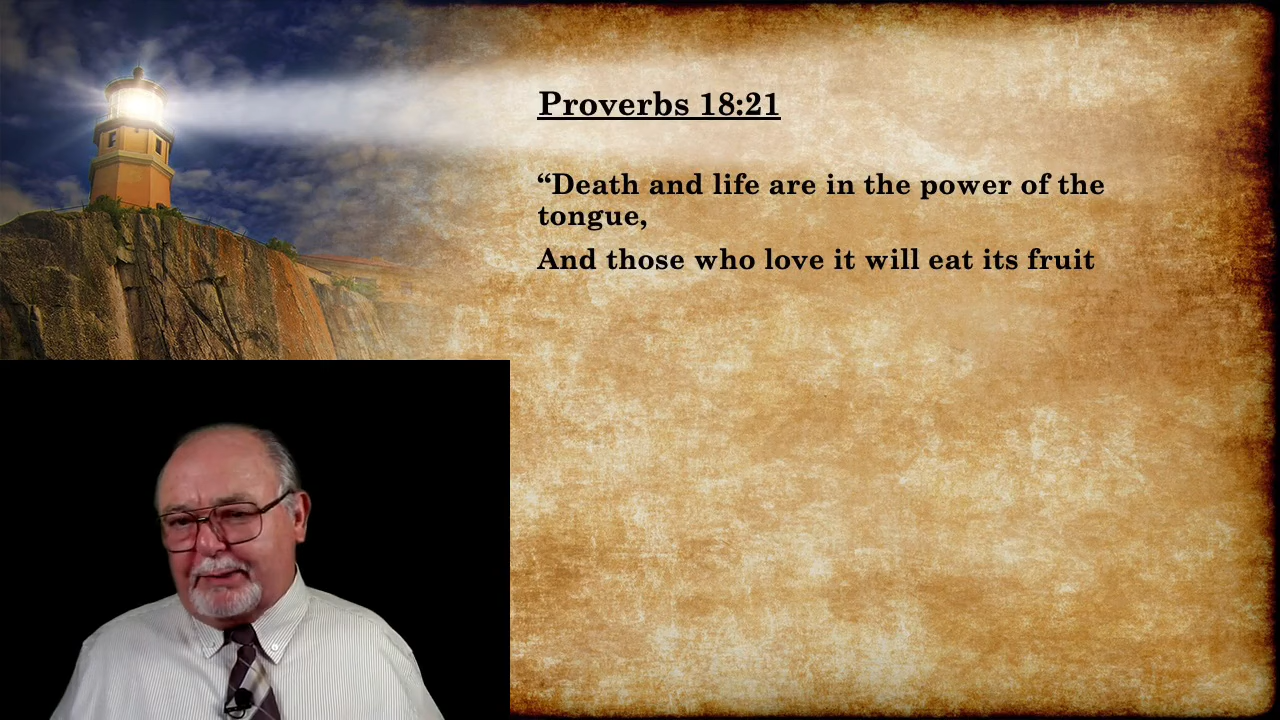 Proverbs 18:21
“Death and life are in the power of the
tongue,
And those who love it will eat its fruit